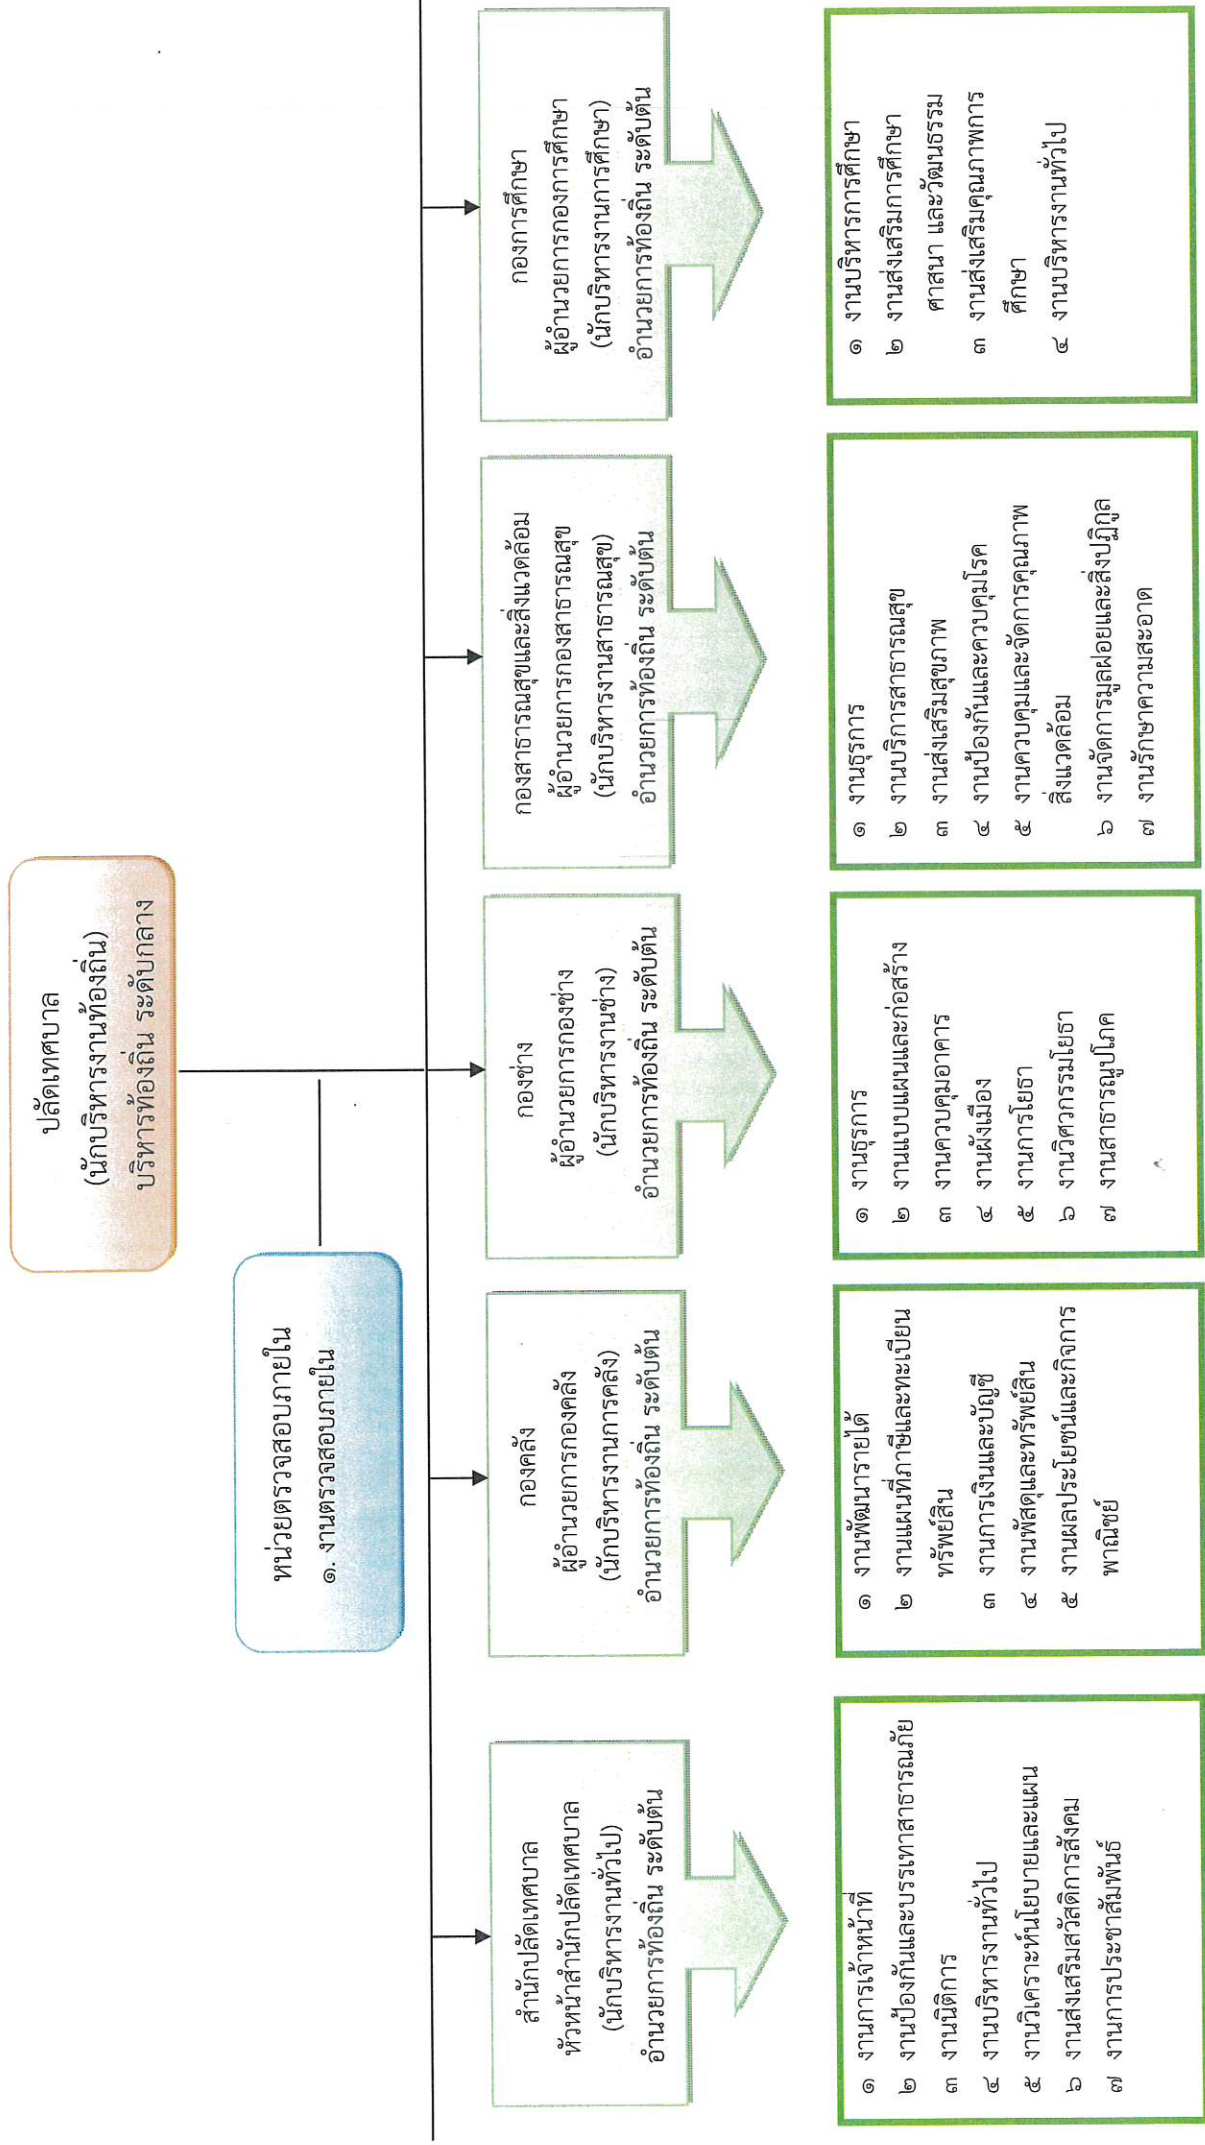 ปลัดเทศบาล
(นักบริหารงานท้องถิ่น)
บริหารท้องถิ่น ระดับกลาง
หน่วยตรวจสอบภายใน
๑. งานตรวจสอบภายใน
สำนักปลัดเทศบาล
หัวหน้าสำนักปลัดเทศบาล
(นักบริหารงานทั่วไป)
อำนวยการท้องถิ่น ระดับต้น
กองคลัง
ผู้อำนวยการกองคลัง
(นักบริหารงานการคลัง)
อำนวยการท้องถิ่น ระดับต้น
กองช่าง
ผู้อำนวยการกองช่าง
(นักบริหารงานช่าง)
อำนวยการท้องถิ่น ระดับต้น
กองสาธารณสุขและสิ่งแวดล้อม
ผู้อำนวยการกองสาธารณสุข
(นักบริหารงานสาธารณสุข)
อำนวยการท้องถิ่น ระดับต้น
กองการศึกษา
ผู้อำนวยการกองการศึกษา
(นักบริหารงานการศึกษา)
อำนวยการท้องถิ่น ระดับต้น
๑ งานการเจ้าหน้าที่
๒ งานป้องกันและบรรเทาสาธารณภัย
๓ งานนิติการ
๔ งานบริหารงานทั่วไป
๕ งานวิเคราะห์นโยบายและแผน
๖ งานส่งเสริมสวัสดิการสังคม
๗ งานการประชาสัมพันธ์
๑ งานพัฒนารายได้
๒ งานแผนที่ภาษีและทะเบียน
ทรัพย์สิน
๓ งานการเงินและบัญชี
๔ งานพัสดุและทรัพย์สิน
๕ งานผลประโยชน์และกิจการ
พาณิชย์
๑ งานธุรการ
๒ งานแบบแผนและก่อสร้าง
๓ งานควบคุมอาคาร
๔ งานผังเมือง
๕ งานการโยธา
๖ งานวิศวกรรมโยธา
๗ งานสาธารณูปโภค
๑ งานธุรการ
๒ งานบริการสาธารณสุข
๓ งานส่งเสริมสุขภาพ
๔ งานป้องกันและควบคุมโรค
๕ งานควบคุมและจัดการคุณภาพ
สิ่งแวดล้อม
๖ งานจัดการมูลฝอยและสิ่งปฏิกูล
๗ งานรักษาความสะอาด
๑ งานบริหารการศึกษา
๒ งานส่งเสริมการศึกษา
ศาสนา และวัฒนธรรม
๓ งานส่งเสริมคุณภาพการ
ศึกษา
๔ งานบริหารงานทั่วไป